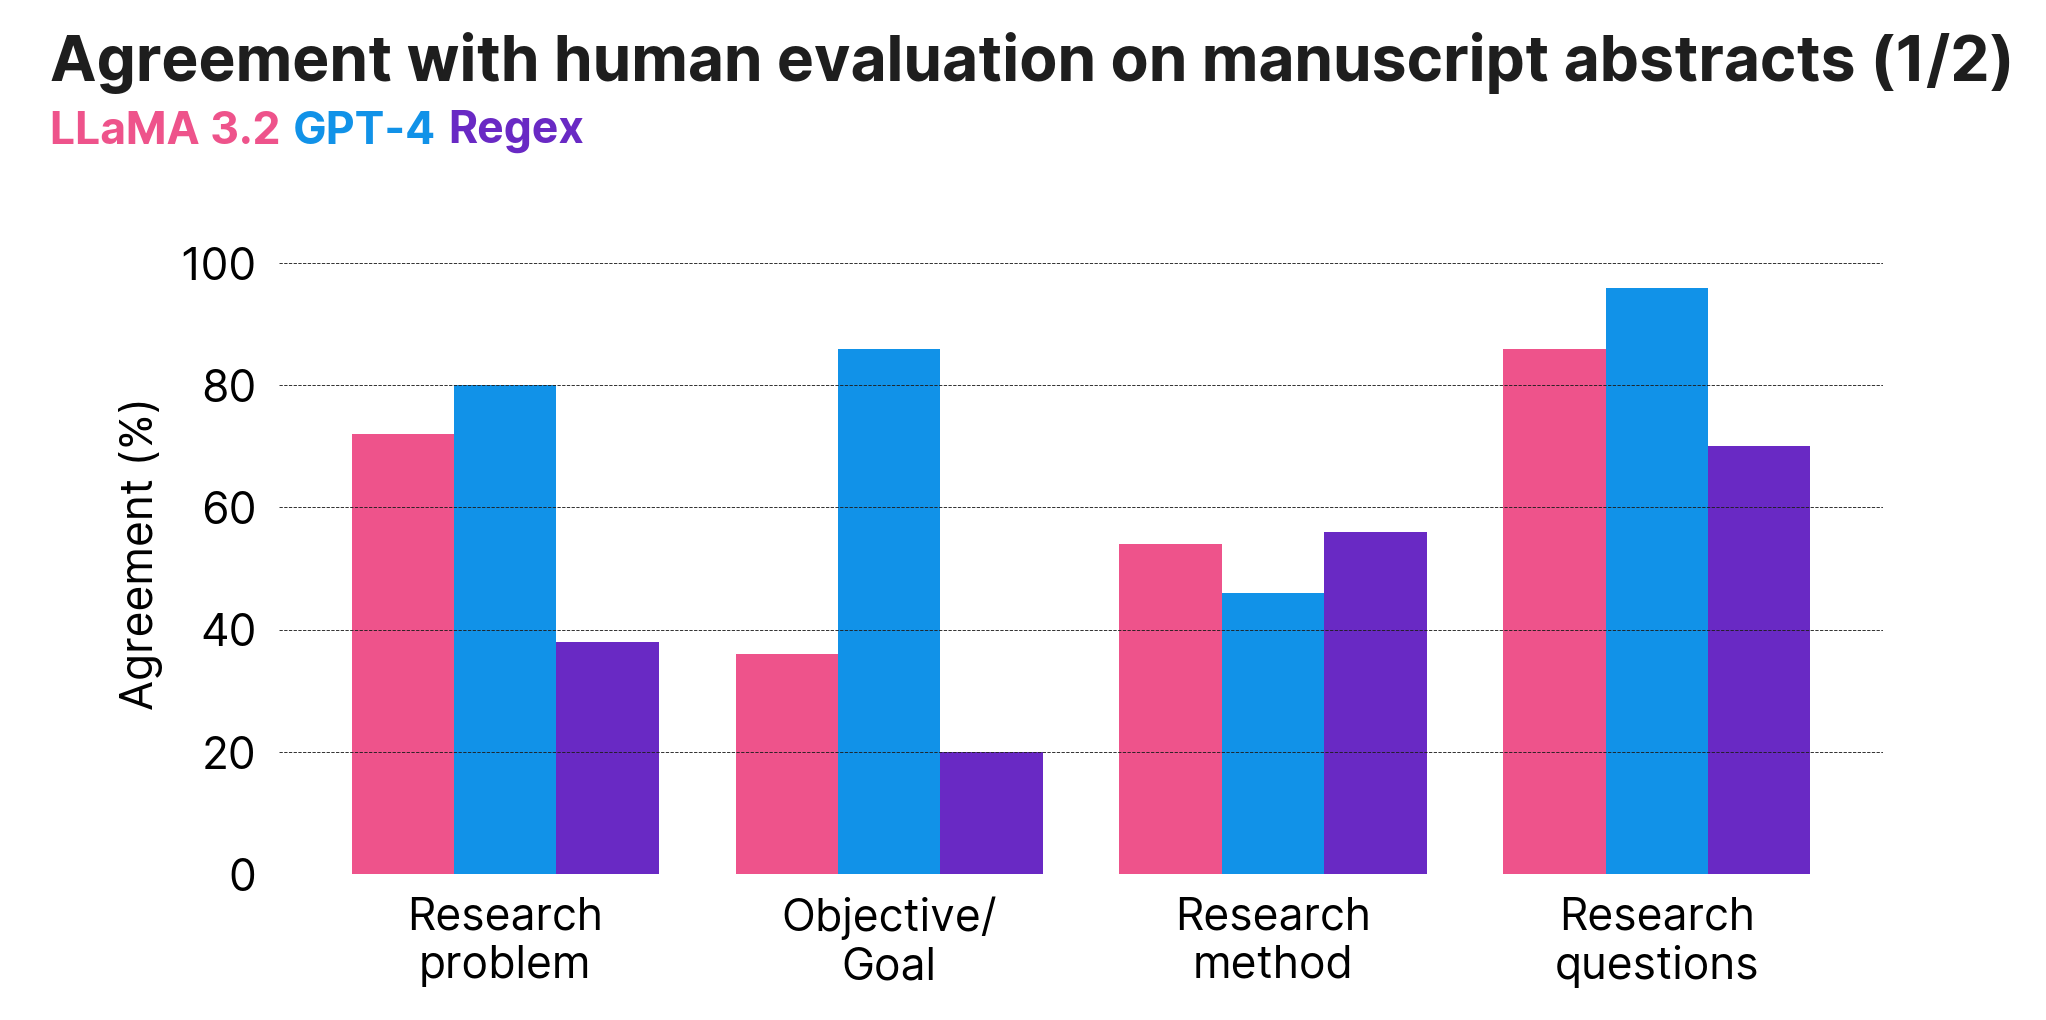 Agreement with human evaluation on manuscript abstracts (1/2)
LLaMA 3.2 GPT-4 Regex
100
80
60
40
20
0
Agreement (%)
Research
problem
Objective/
Goal
Research
method
Research
questions